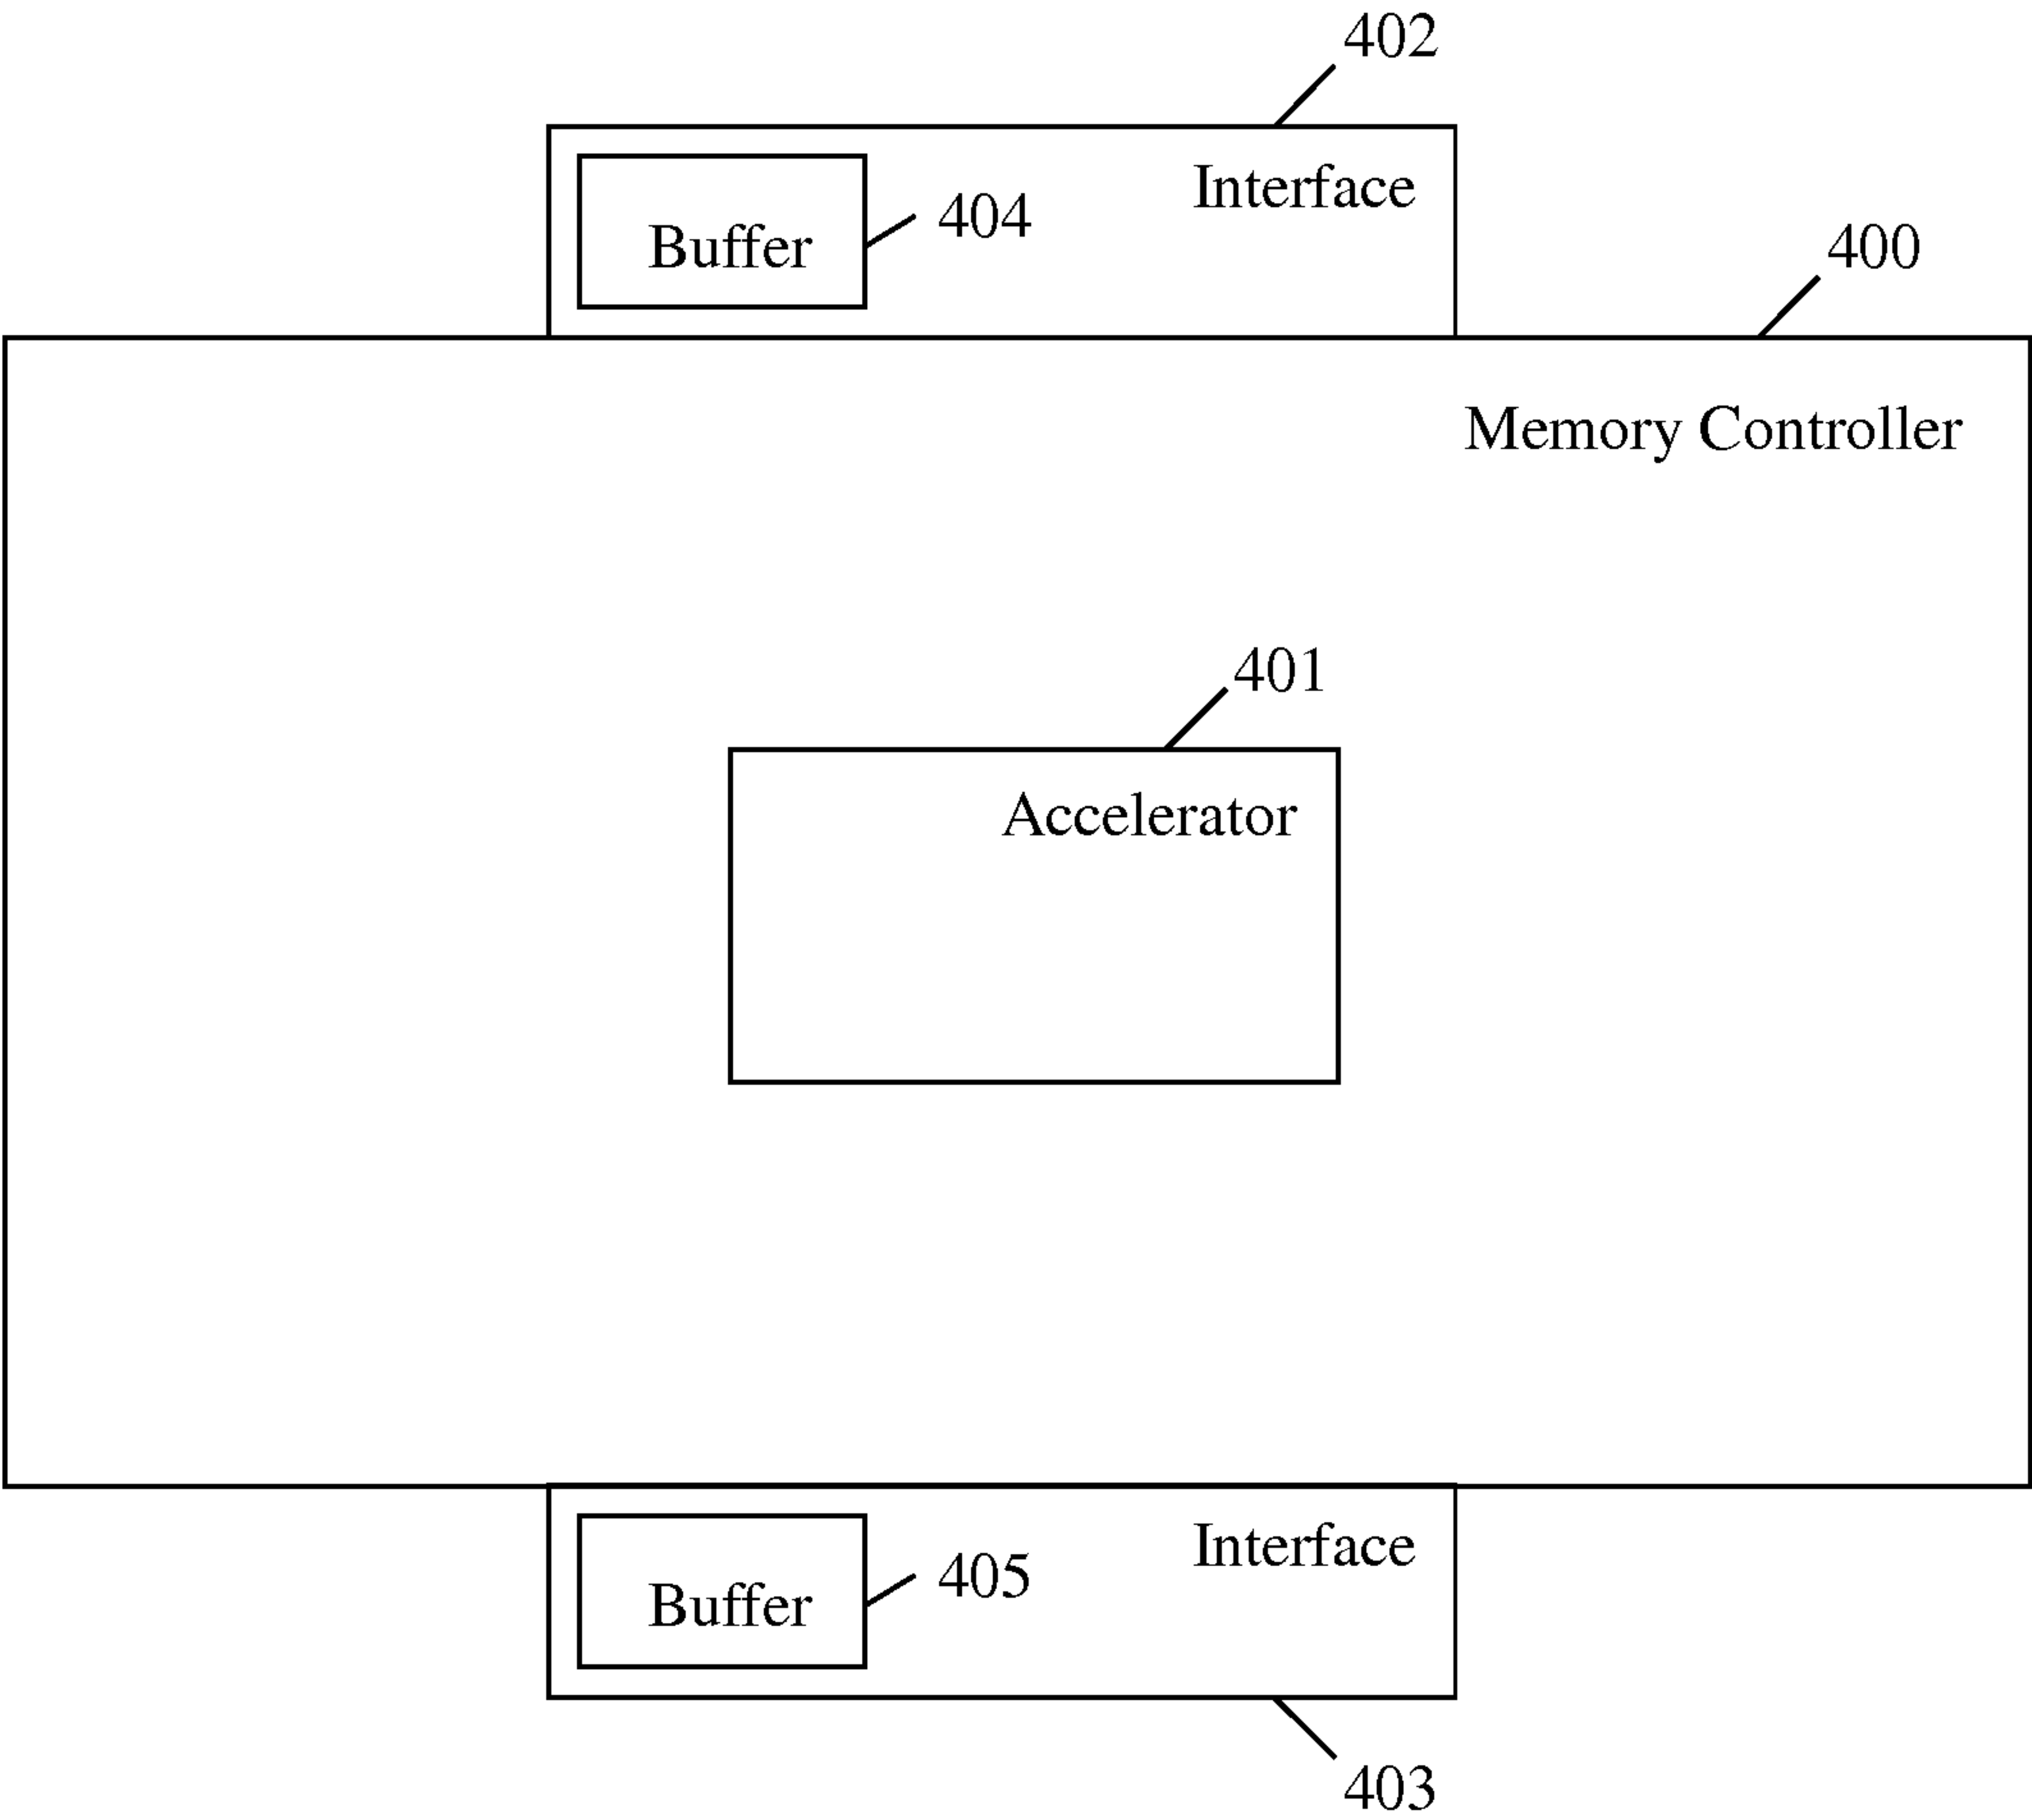 402
Interface
404
Buffer
400
Memory Controller
401
Accelerator
Interface
405
Buffer
403